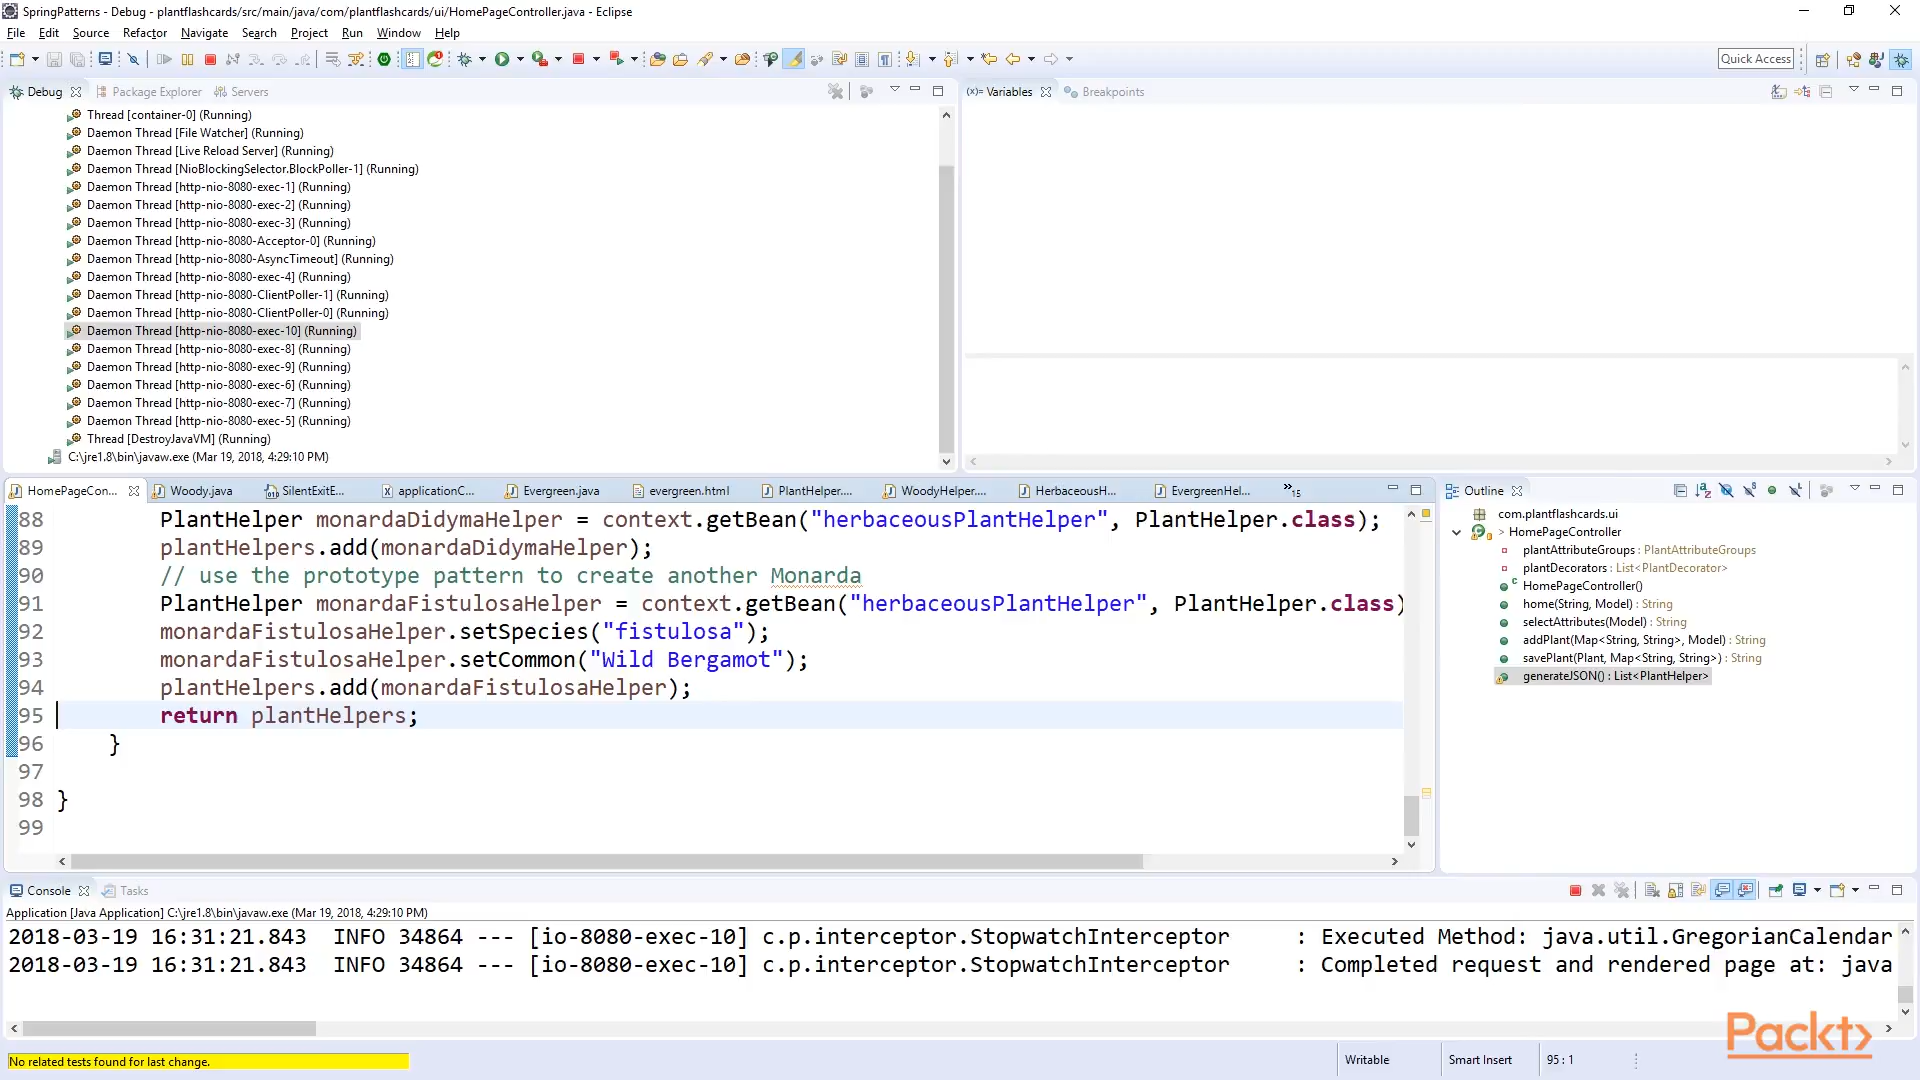 SpringPatterns - Debug - plantflashcards/src/main/java/com/plantflashcards/ui/HomePageController.java - Eclipse
File Edit Source Refactor Navigate Search Project Run Window Help
Quick Access
Debug Package Explorer Servers
Thread [container-0] (Running)
Daemon Thread [File Watcher] (Running)
Daemon Thread [Live Reload Server] (Running)
Daemon Thread [NioBlockingSelector.BlockPoller-1] (Running)
Daemon Thread [http-nio-8080-exec-1] (Running)
Daemon Thread [http-nio-8080-exec-2] (Running)
Daemon Thread [http-nio-8080-exec-3] (Running)
Daemon Thread [http-nio-8080-Acceptor-0] (Running)
Daemon Thread [http-nio-8080-AsyncTimeout] (Running)
Daemon Thread [http-nio-8080-exec-4] (Running)
Daemon Thread [http-nio-8080-ClientPoller-1] (Running)
Daemon Thread [http-nio-8080-ClientPoller-0] (Running)
Daemon Thread [http-nio-8080-exec-10] (Running)
Daemon Thread [http-nio-8080-exec-8] (Running)
Daemon Thread [http-nio-8080-exec-9] (Running)
Daemon Thread [http-nio-8080-exec-6] (Running)
Daemon Thread [http-nio-8080-exec-7] (Running)
Daemon Thread [http-nio-8080-exec-5] (Running)
Thread [DestroyJavaVM] (Running)
C:\jre1.8\bin\javaw.exe (Mar 19, 2018, 4:29:10 PM)
(x)= Variables Breakpoints
HomePageCon... Woody.java SilentExitE... applicationC... Evergreen.java evergreen.html PlantHelper.... WoodyHelper.... HerbaceousH... EvergreenHel... »15
88 PlantHelper monardaDidymaHelper = context.getBean("herbaceousPlantHelper", PlantHelper.class);
89 plantHelpers.add(monardaDidymaHelper);
90 // use the prototype pattern to create another Monarda
91 PlantHelper monardaFistulosaHelper = context.getBean("herbaceousPlantHelper", PlantHelper.class)
92 monardaFistulosaHelper.setSpecies("fistulosa");
93 monardaFistulosaHelper.setCommon("Wild Bergamot");
94 plantHelpers.add(monardaFistulosaHelper);
95 return plantHelpers;
96 }
97
98 }
99
Outline
com.plantflashcards.ui
> HomePageController
plantAttributeGroups : PlantAttributeGroups
plantDecorators : List<PlantDecorator>
HomePageController()
home(String, Model) : String
selectAttributes(Model) : String
addPlant(Map<String, String>, Model) : String
savePlant(Plant, Map<String, String>) : String
generateJSON() : List<PlantHelper>
Console Tasks
Application [Java Application] C:\jre1.8\bin\javaw.exe (Mar 19, 2018, 4:29:10 PM)
2018-03-19 16:31:21.843 INFO 34864 --- [io-8080-exec-10] c.p.interceptor.StopwatchInterceptor : Executed Method: java.util.GregorianCalendar
2018-03-19 16:31:21.843 INFO 34864 --- [io-8080-exec-10] c.p.interceptor.StopwatchInterceptor : Completed request and rendered page at: java
Packt>
No related tests found for last change.
Writable Smart Insert 95 : 1